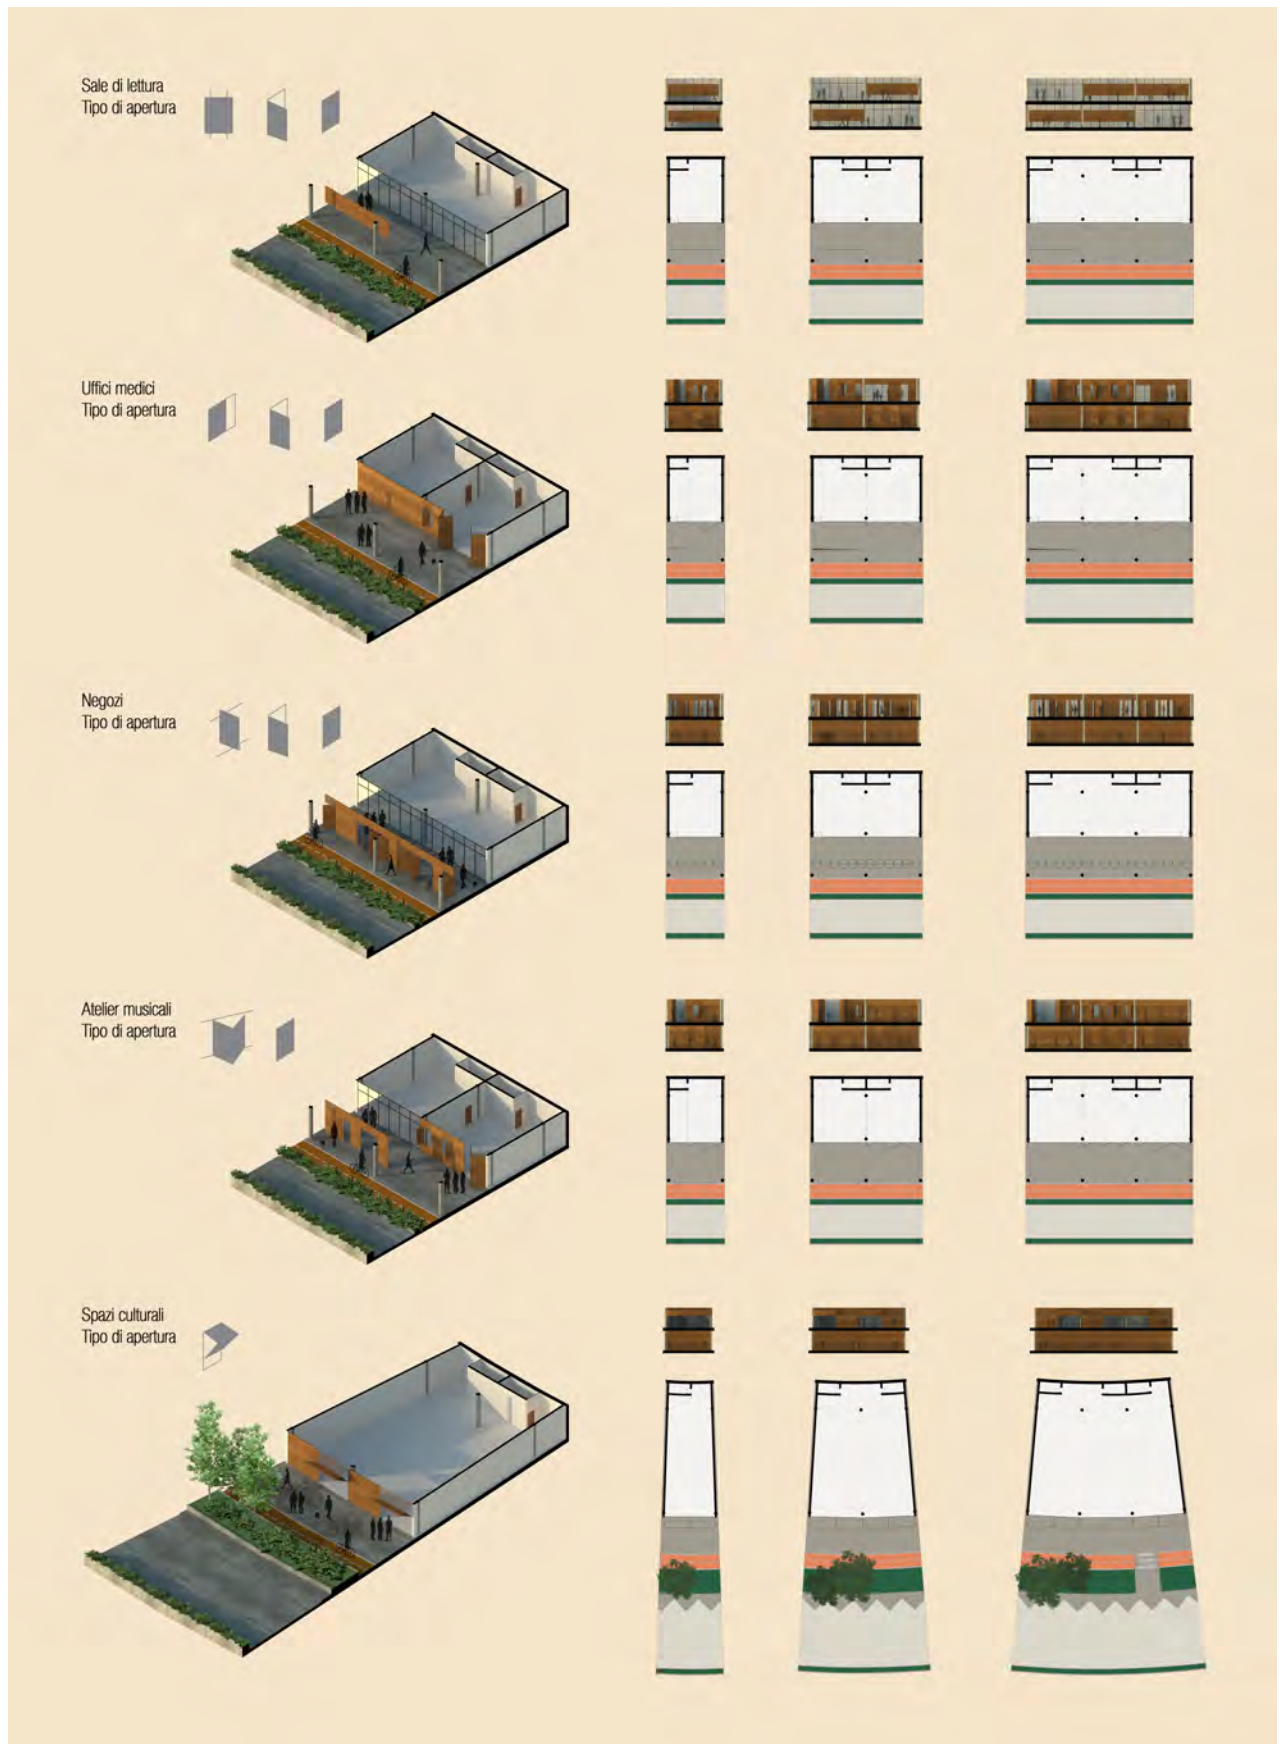 Sale di lettura
Tipo di apertura
Uffici medici
Tipo di apertura
Negozi
Tipo di apertura
Atelier musicali
Tipo di apertura
Spazi culturali
Tipo di apertura